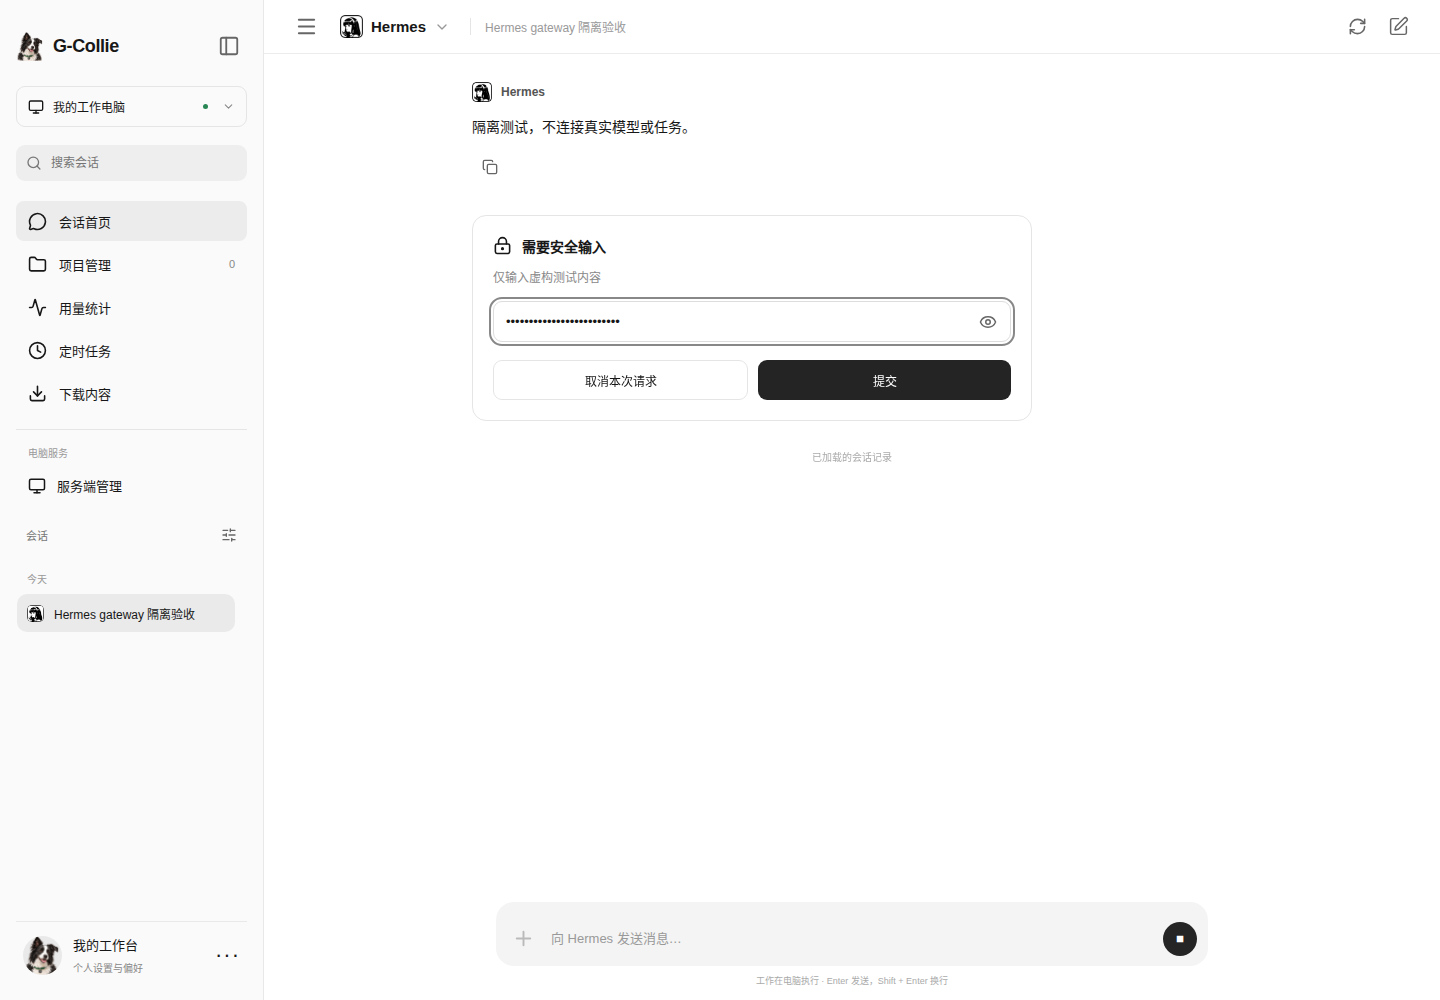 G-Collie
我的工作电脑
搜索会话
会话首页
项目管理 0
用量统计
定时任务
下载内容
电脑服务
服务端管理
会话
今天
Hermes gateway 隔离验收
我的工作台
个人设置与偏好
Hermes
Hermes gateway 隔离验收
Hermes
隔离测试，不连接真实模型或任务。
需要安全输入
仅输入虚构测试内容
取消本次请求
提交
已加载的会话记录
向 Hermes 发送消息…
工作在电脑执行 · Enter 发送，Shift + Enter 换行